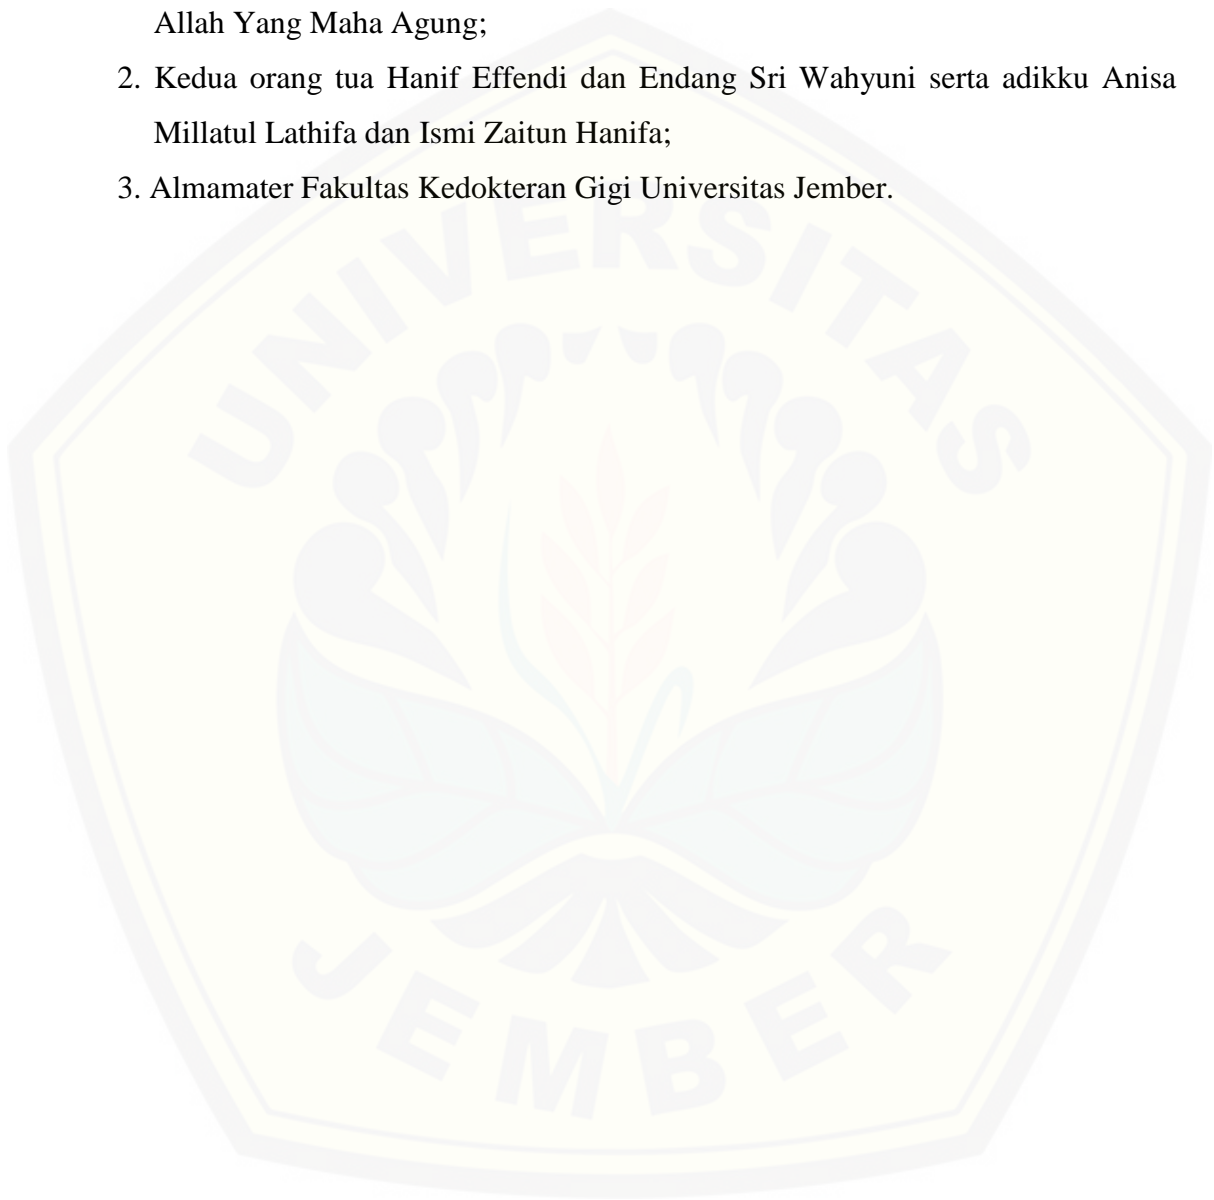 Allah Yang Maha Agung;
2. Kedua orang tua Hanif Effendi dan Endang Sri Wahyuni serta adikku Anisa
Millatul Lathifa dan Ismi Zaitun Hanifa;
3. Almamater Fakultas Kedokteran Gigi Universitas Jember.
UNIVERSITAS
JEMBER